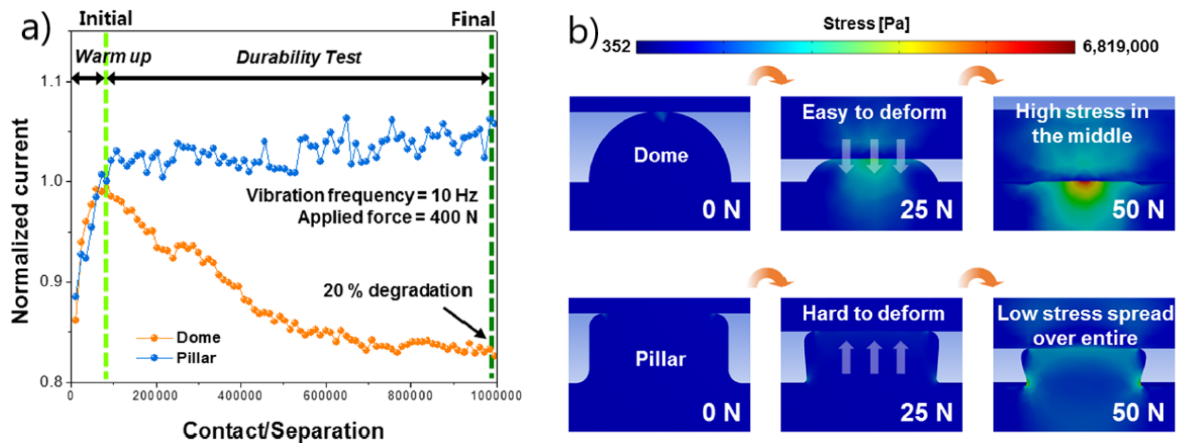 a)
Initial
Final
Warm up
Durability Test
1.1
1.0
0.9
0.8
Normalized current
Vibration frequency = 10 Hz
Applied force = 400 N
20 % degradation
Dome
Pillar
200000
400000
600000
800000
1000000
Contact/Separation
b)
Stress [Pa]
352
6,819,000
Dome
0 N
Easy to deform
25 N
High stress in
the middle
50 N
Pillar
0 N
Hard to deform
25 N
Low stress spread
over entire
50 N